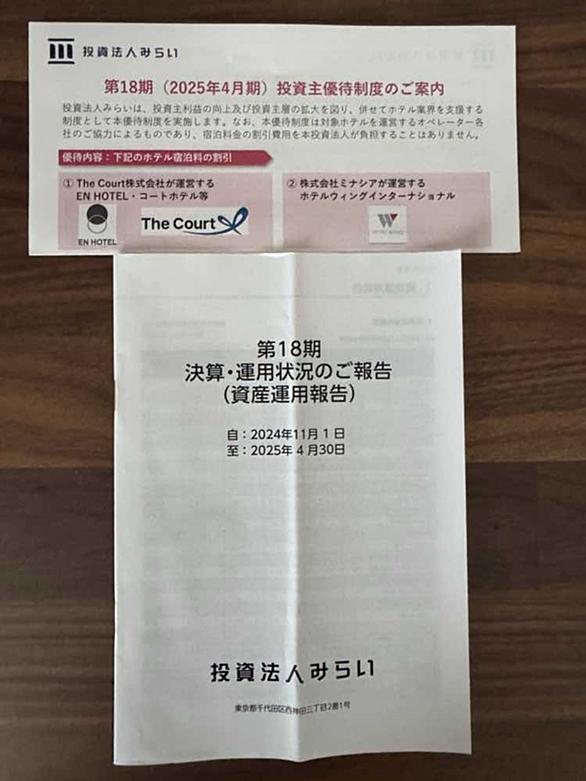 投資法人みらい
第18期（2025年4月期）投資主優待制度のご案内
投資法人みらいは、投資主利益の向上及び投資主層の拡大を図り、併せてホテル業界を支援する
制度として本優待制度を実施します。なお、本優待制度は対象ホテルを運営するオペレーター各
社のご協力によるものであり、宿泊料金の割引費用を本投資法人が負担することはありません。
優待内容：下記のホテル宿泊料の割引
① The Court株式会社が運営する
EN HOTEL・コートホテル等
EN HOTEL
The Court
② 株式会社ミナシアが運営する
ホテルウィングインターナショナル
W
第18期
決算・運用状況のご報告
（資産運用報告）
自：2024年11月 1 日
至：2025年 4 月30日
投資法人みらい
東京都千代田区西神田三丁目2番1号